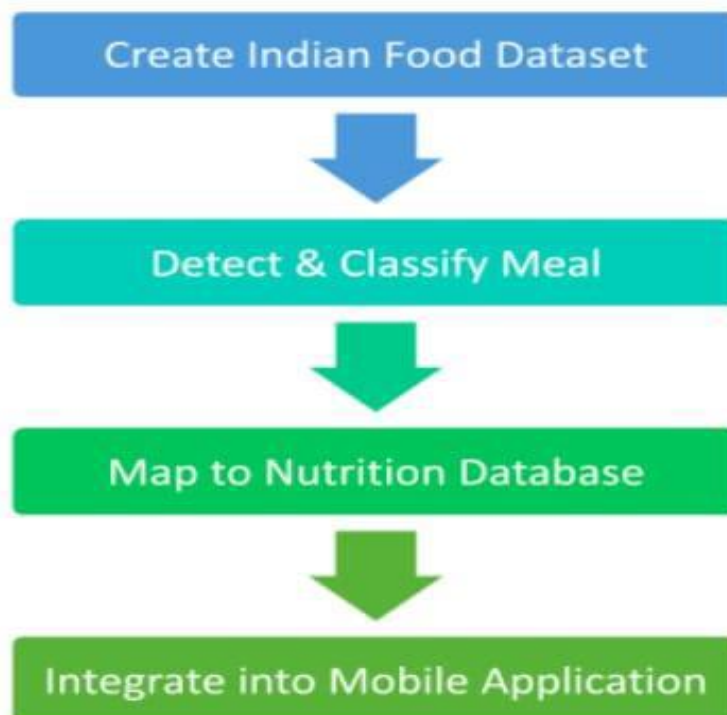 Create Indian Food Dataset
Detect & Classify Meal
Map to Nutrition Database
Integrate into Mobile Application